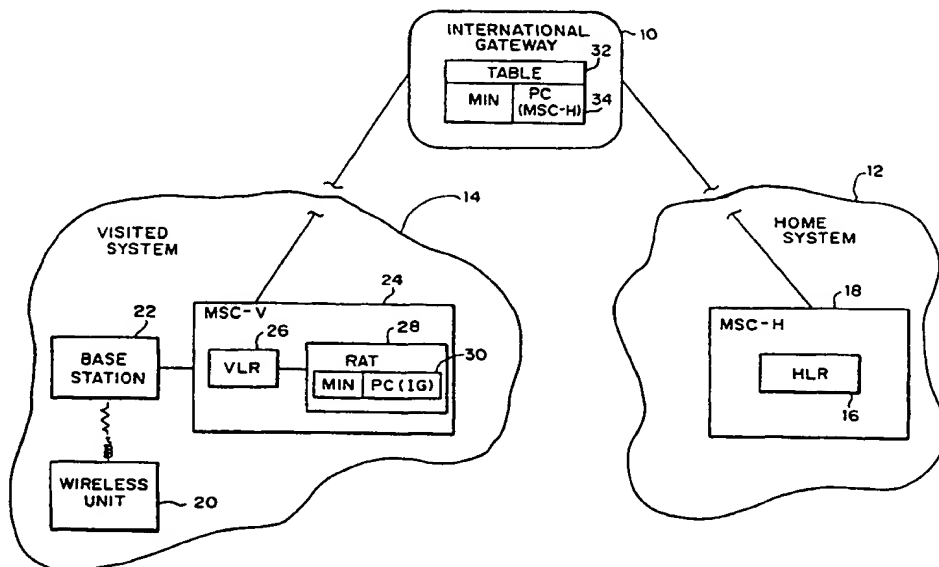 INTERNATIONAL
GATEWAY
10
TABLE
32
MIN
PC
(MSC-H)
34
14
VISITED
SYSTEM
24
MSC-V
22
BASE
STATION
26
VLR
28
RAT
30
MIN
PC(IG)
WIRELESS
UNIT
20
12
HOME
SYSTEM
18
MSC-H
HLR
16